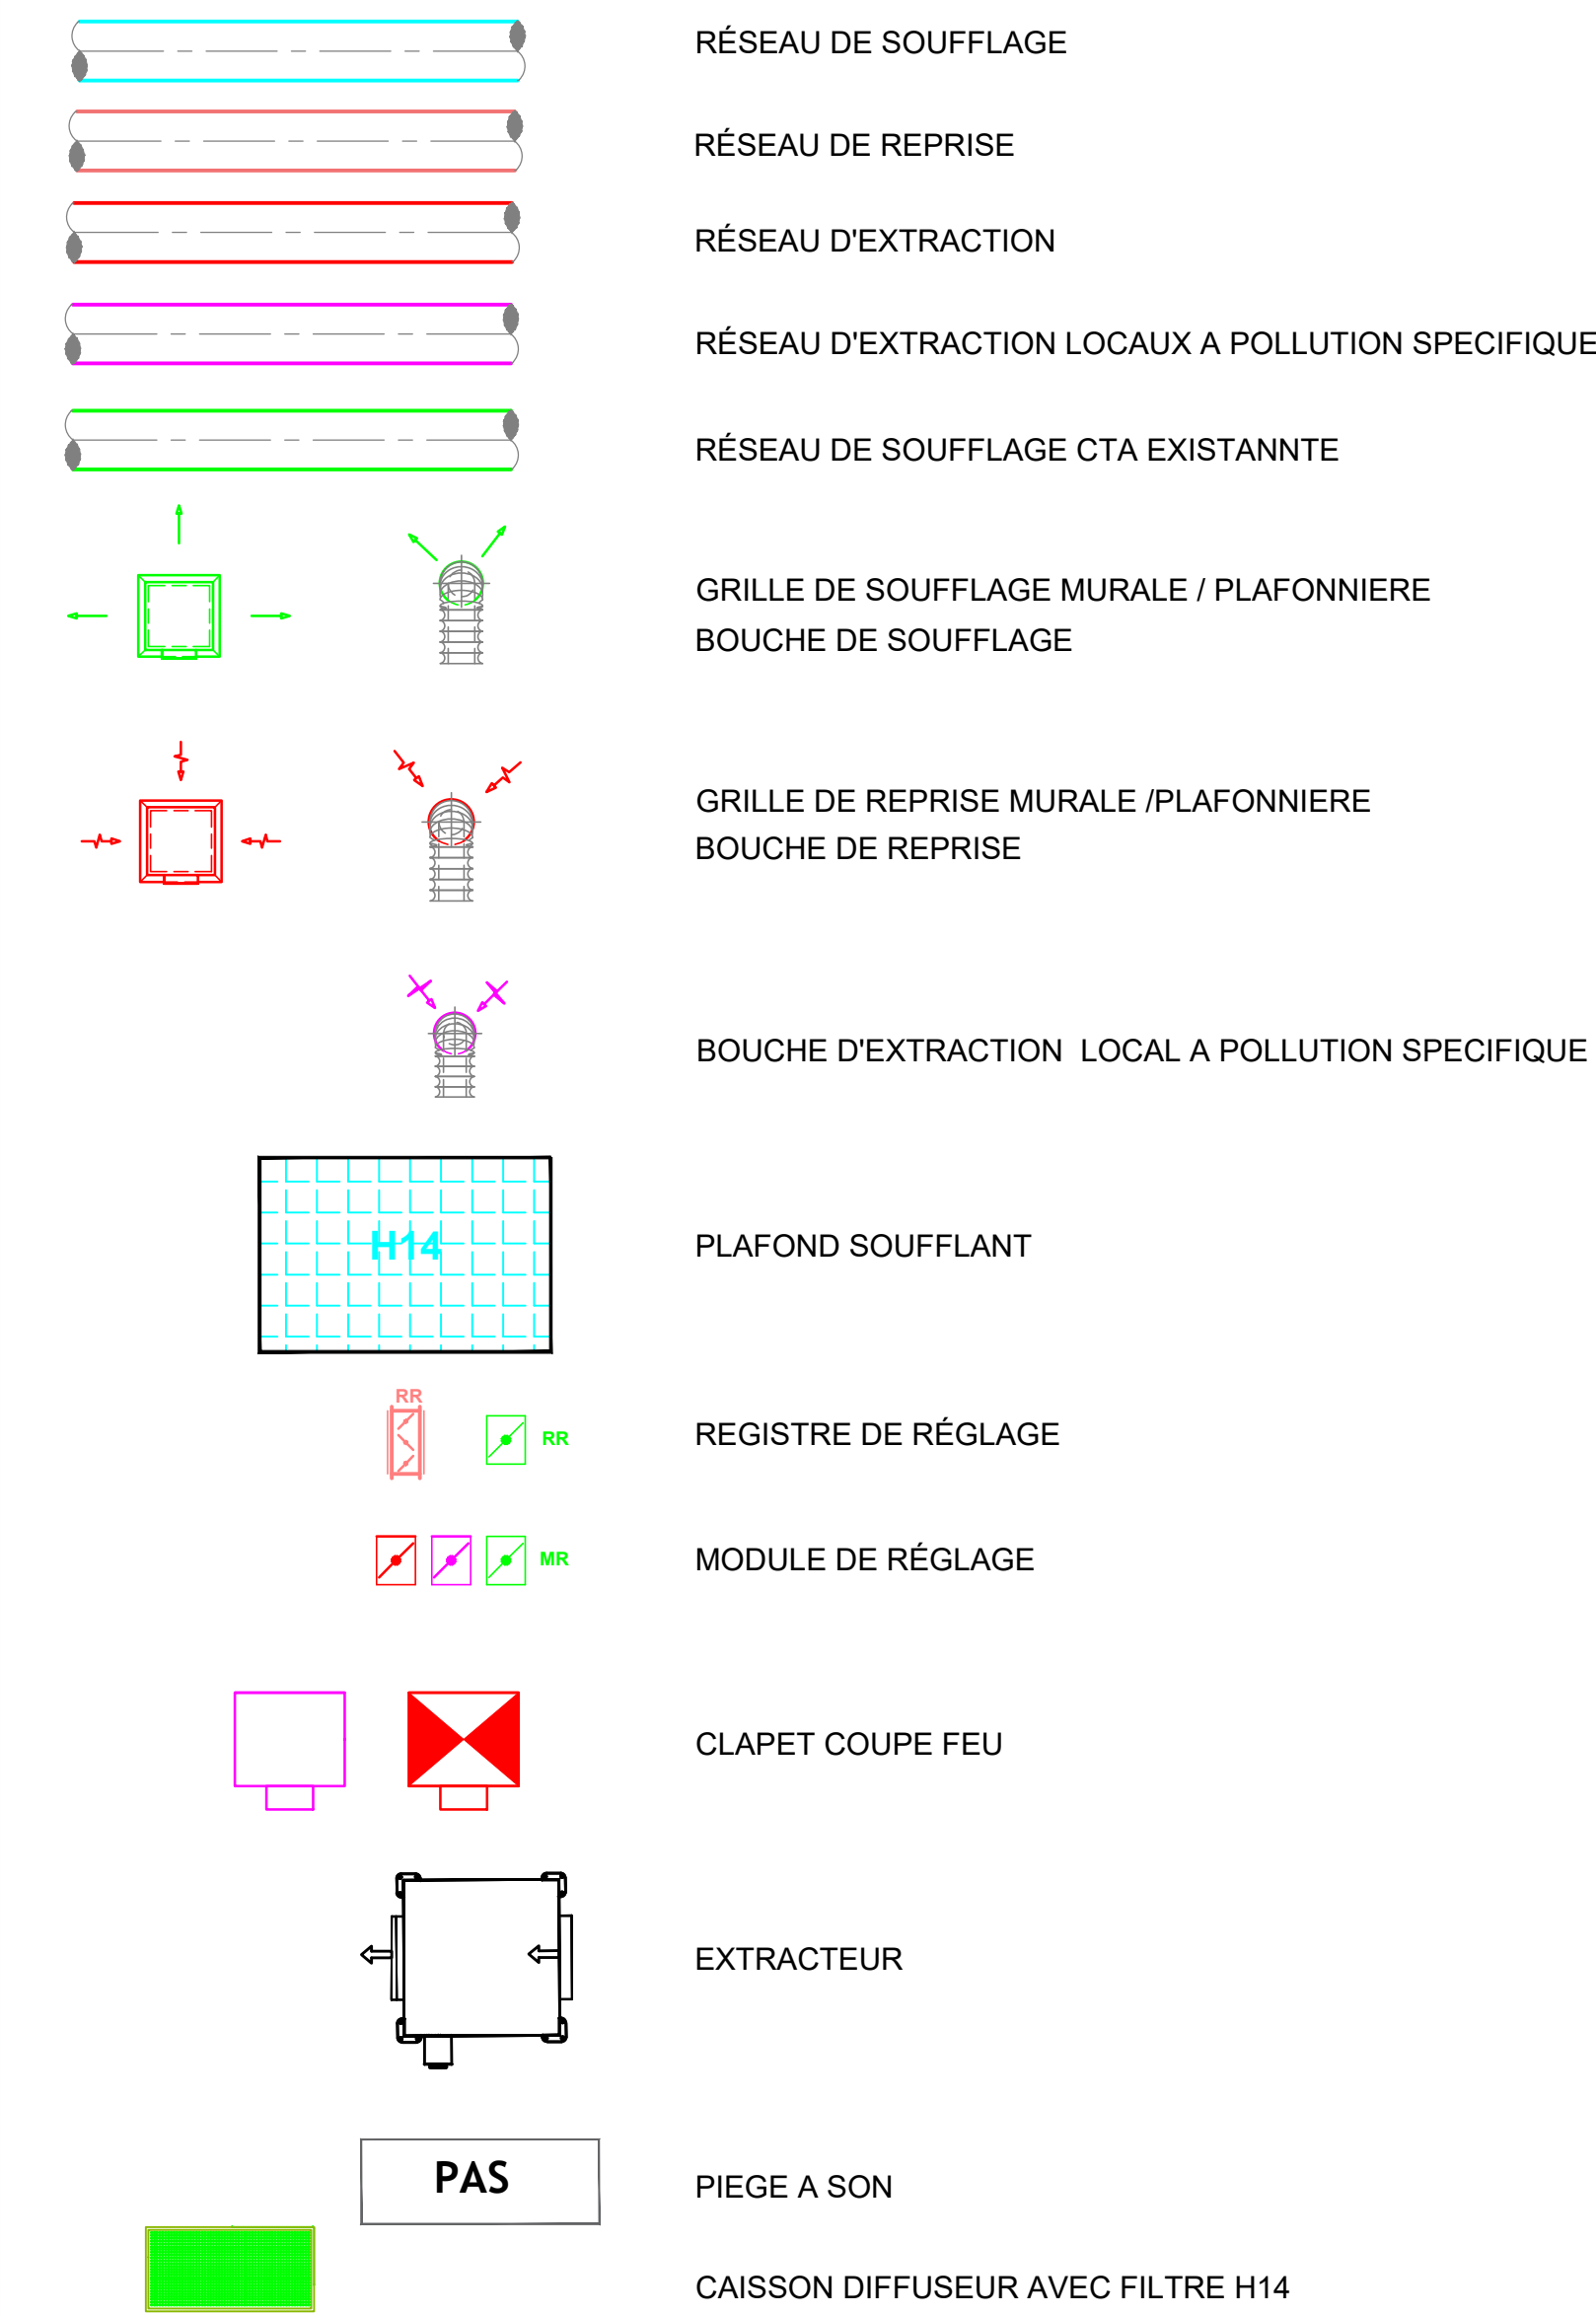 RÉSEAU DE SOUFFLAGE
RÉSEAU DE REPRISE
RÉSEAU D'EXTRACTION
RÉSEAU D'EXTRACTION LOCAUX A POLLUTION SPECIFIQUE
RÉSEAU DE SOUFFLAGE CTA EXISTANNTE
GRILLE DE SOUFFLAGE MURALE / PLAFONNIERE
BOUCHE DE SOUFFLAGE
GRILLE DE REPRISE MURALE /PLAFONNIERE
BOUCHE DE REPRISE
BOUCHE D'EXTRACTION  LOCAL A POLLUTION SPECIFIQUE
H14 PLAFOND SOUFFLANT
RR
RR REGISTRE DE RÉGLAGE
MR MODULE DE RÉGLAGE
CLAPET COUPE FEU
EXTRACTEUR
PAS PIEGE A SON
CAISSON DIFFUSEUR AVEC FILTRE H14